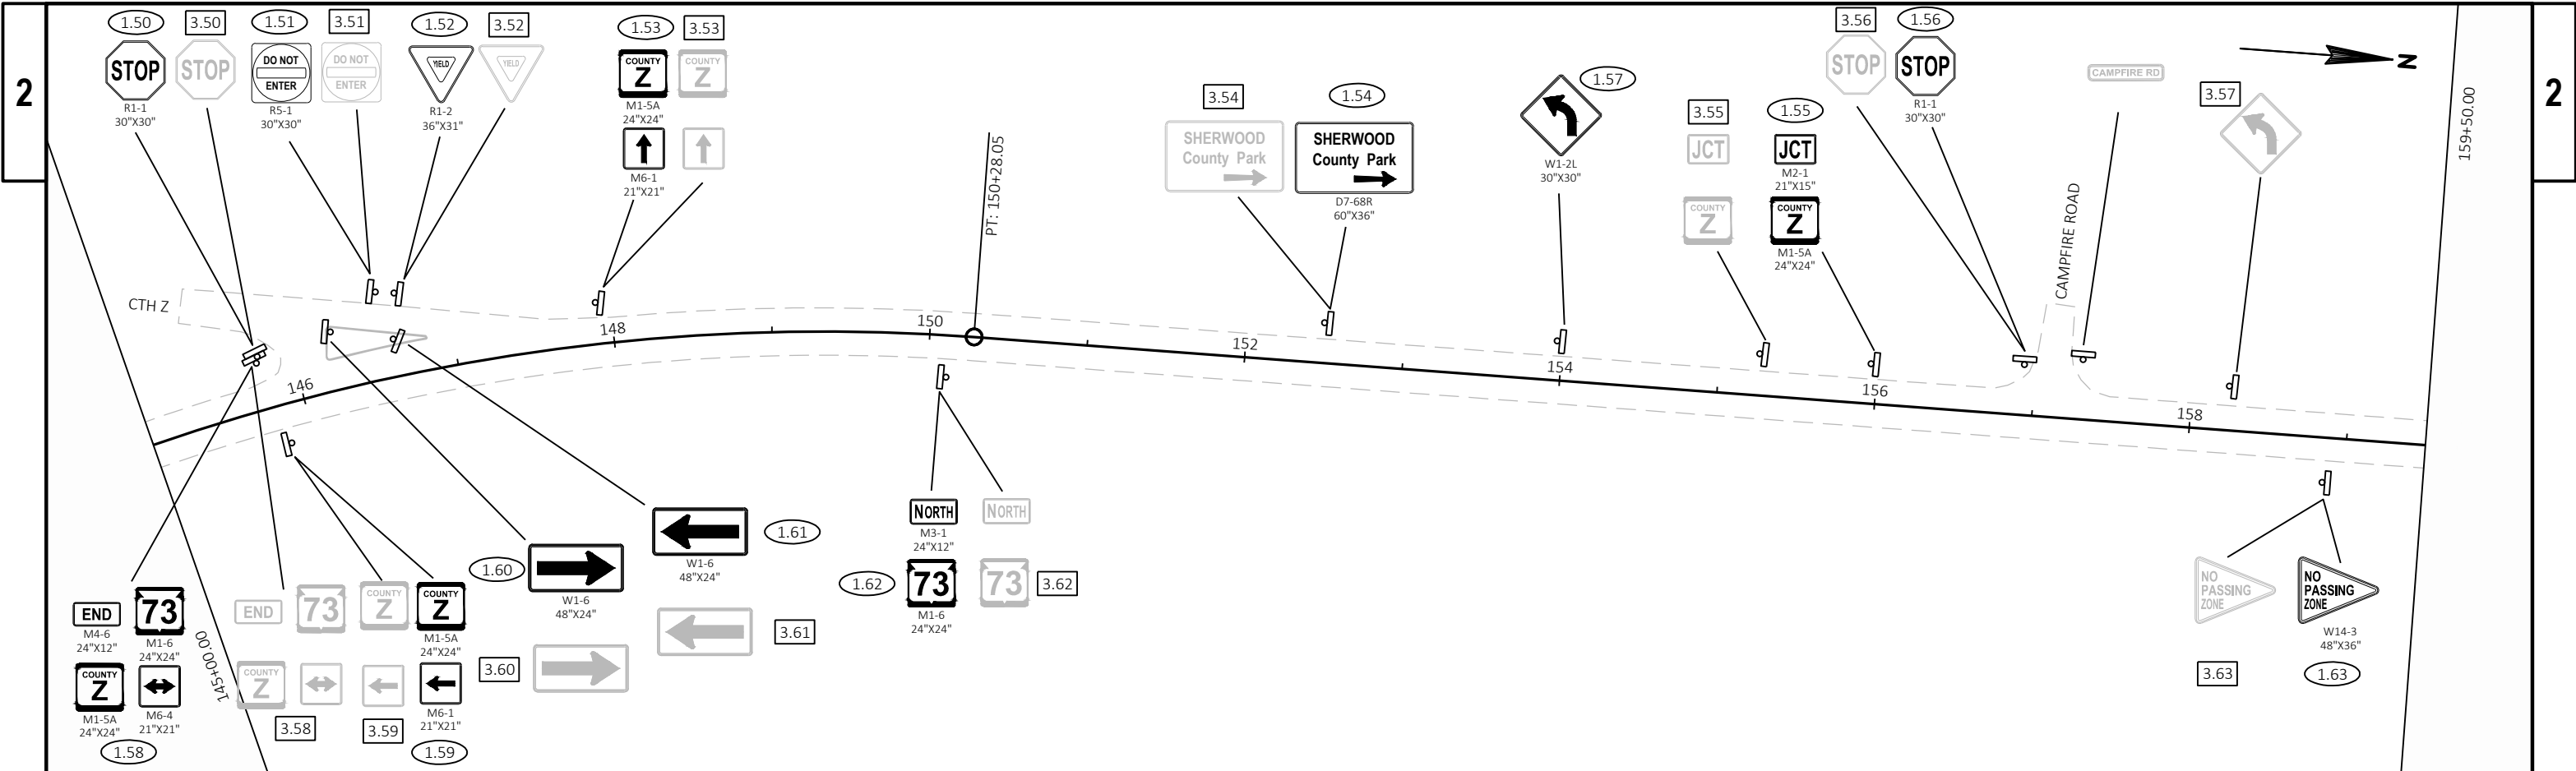 2
1.50
3.50
1.51
3.51
1.52
3.52
1.53
3.53
STOP
R1-1
30"X30"
STOP
DO NOT
ENTER
R5-1
30"X30"
DO NOT
ENTER
YIELD
R1-2
36"X31"
YIELD
COUNTY
Z
M1-5A
24"X24"
COUNTY
Z
M6-1
21"X21"
PT: 150+28.05
3.54
1.54
SHERWOOD
County Park
SHERWOOD
County Park
D7-68R
60"X36"
1.57
W1-2L
30"X30"
3.55
1.55
JCT
JCT
M2-1
21"X15"
COUNTY
Z
COUNTY
Z
M1-5A
24"X24"
3.56
1.56
STOP
STOP
R1-1
30"X30"
CAMPFIRE RD
3.57
N
159+50.00
2
CAMPFIRE ROAD
CTH Z
146
148
150
152
154
156
158
145+00.00
END
M4-6
24"X12"
73
M1-6
24"X24"
COUNTY
Z
M1-5A
24"X24"
M6-4
21"X21"
1.58
END
73
COUNTY
Z
3.58
COUNTY
Z
3.59
COUNTY
Z
M1-5A
24"X24"
M6-1
21"X21"
1.59
1.60
W1-6
48"X24"
3.60
1.61
W1-6
48"X24"
3.61
NORTH
M3-1
24"X12"
NORTH
1.62
73
M1-6
24"X24"
73
3.62
NO
PASSING
ZONE
3.63
NO
PASSING
ZONE
W14-3
48"X36"
1.63